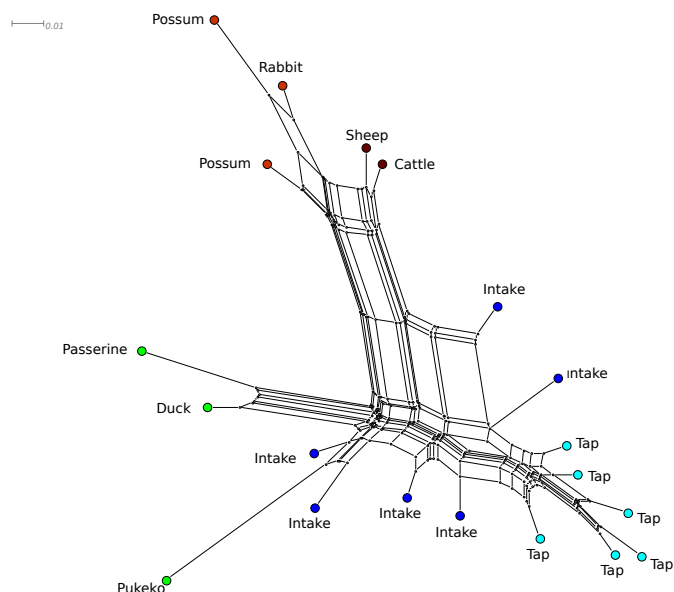 Possum
0.01
Rabbit
Sheep
Possum
Cattle
Intake
Passerine
Intake
Duck
Tap
Intake
Tap
Intake
Tap
Intake
Intake
Tap
Tap
Tap
Pukeko